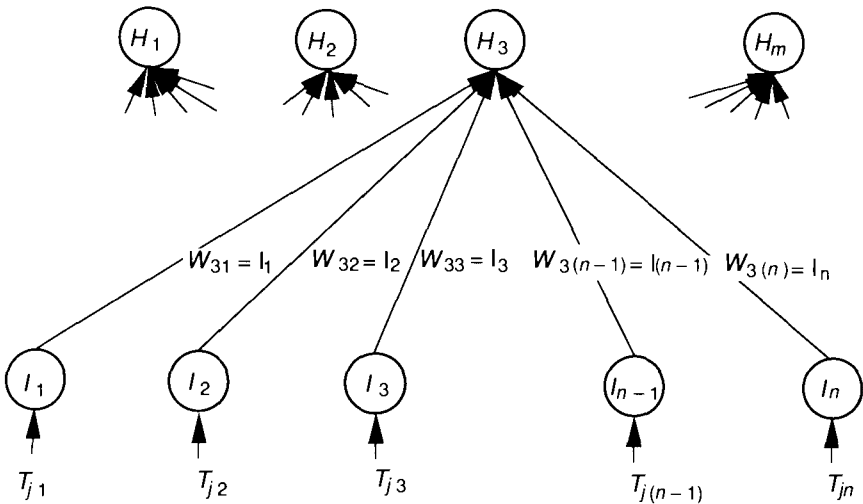 H1 H2 H3 Hm
W31 = I1 W32 = I2 W33 = I3 W3(n−1) = I(n−1) W3(n) = In
I1 I2 I3 In−1 In
Tj1 Tj2 Tj3 Tj(n−1) Tjn